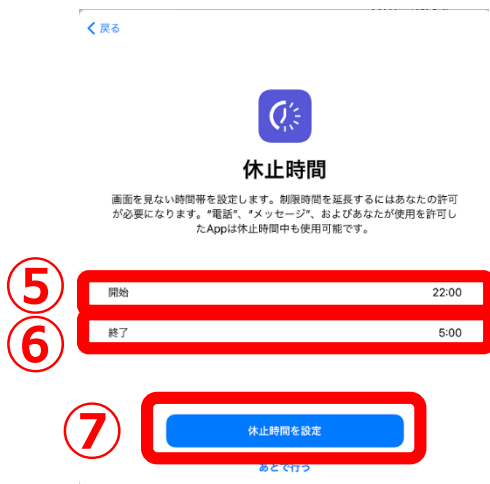 戻る
休止時間
画面を見ない時間帯を設定します。制限時間を延長するにはあなたの許可
が必要になります。"電話"、"メッセージ"、およびあなたが使用を許可し
たAppは休止時間中も使用可能です。
⑤ 開始 22:00
⑥ 終了 5:00
⑦ 休止時間を設定
あとで行う